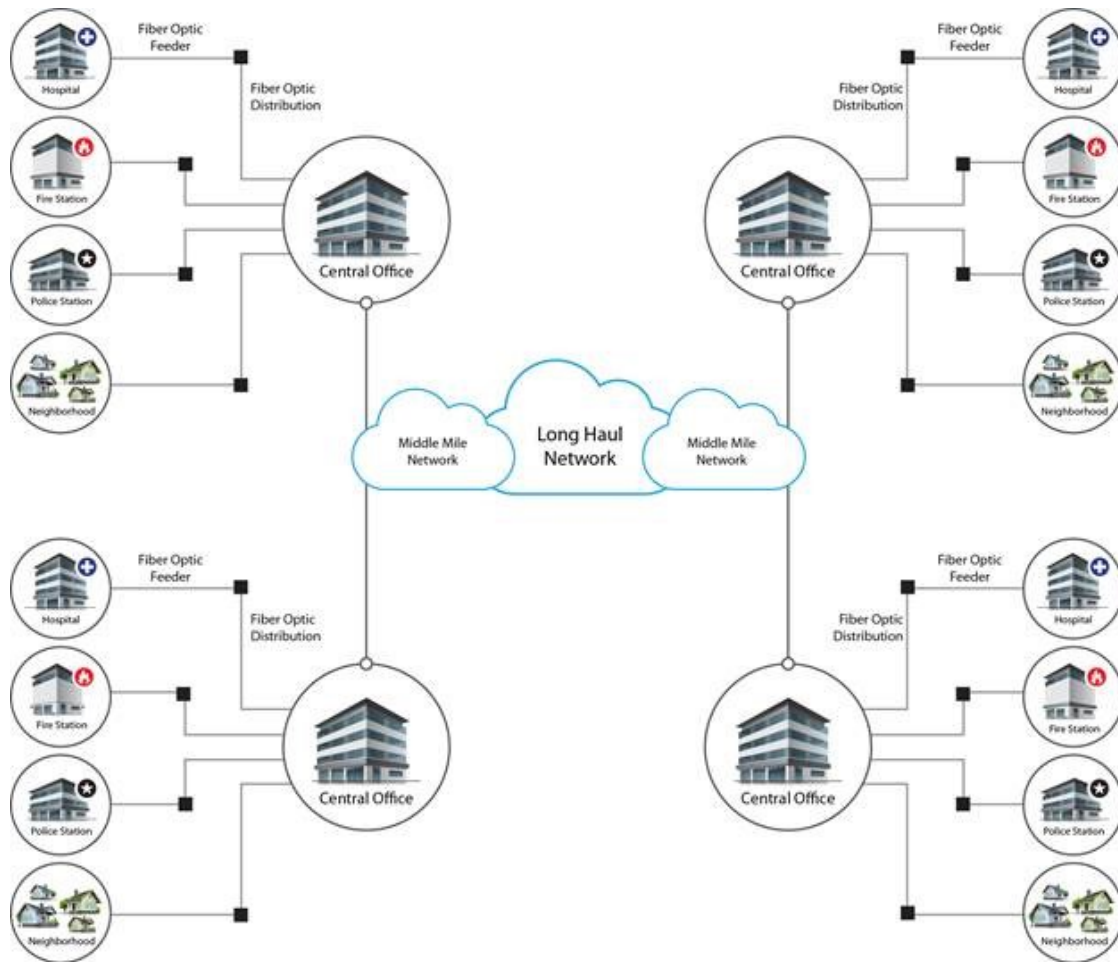 Fiber Optic
Feeder
Hospital
Fiber Optic
Distribution
Fire Station
Central Office
Police Station
Neighborhood
Fiber Optic
Feeder
Hospital
Fiber Optic
Distribution
Fire Station
Central Office
Police Station
Neighborhood
Middle Mile
Network
Long Haul
Network
Middle Mile
Network
Fiber Optic
Feeder
Hospital
Fiber Optic
Distribution
Fire Station
Central Office
Police Station
Neighborhood
Fiber Optic
Feeder
Hospital
Fiber Optic
Distribution
Fire Station
Central Office
Police Station
Neighborhood